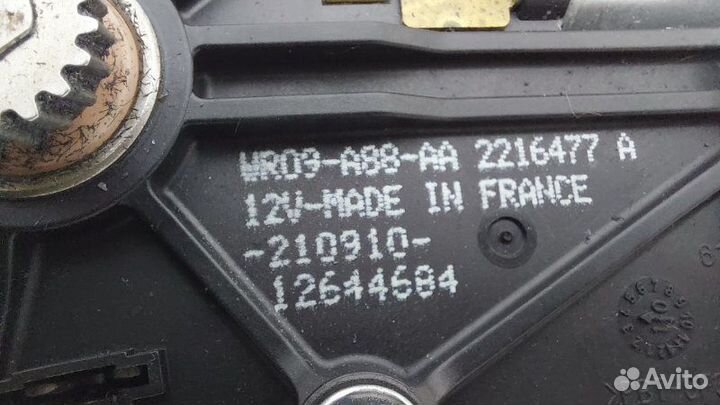 WR09-A88-AA 2216477 A
12V-MADE IN FRANCE
-210910-
12644684
Avito